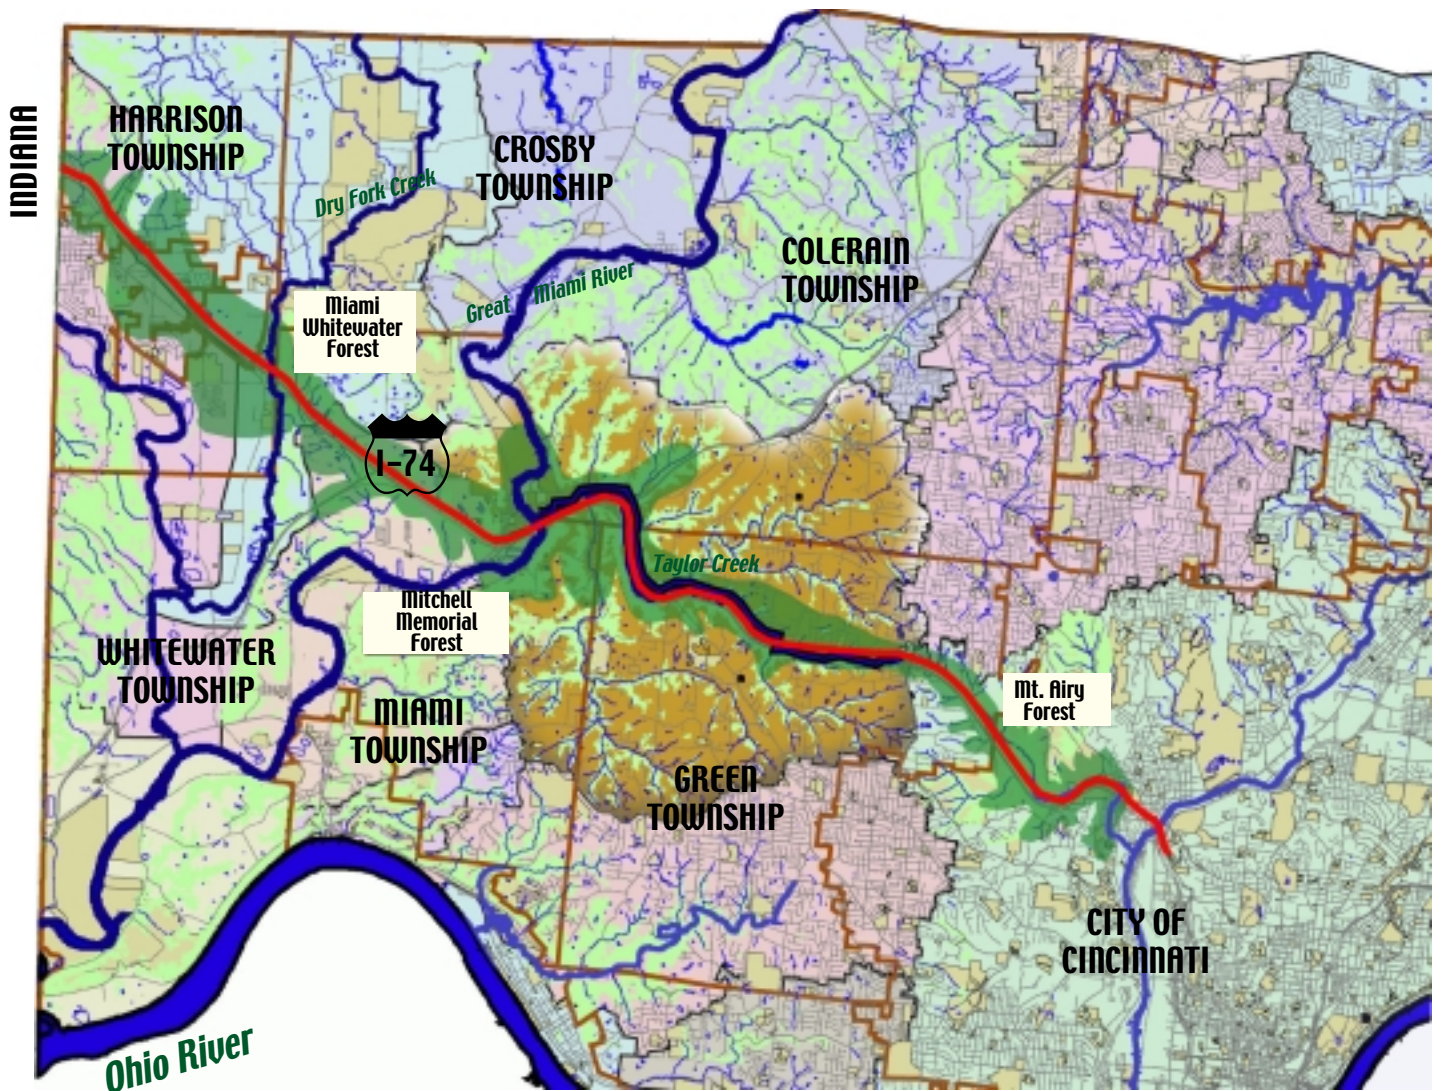 INDIANA
HARRISON
TOWNSHIP
CROSBY
TOWNSHIP
Dry Fork Creek
COLERAIN
TOWNSHIP
Great Miami River
Miami
Whitewater
Forest
I-74
Taylor Creek
Mitchell
Memorial
Forest
WHITEWATER
TOWNSHIP
MIAMI
TOWNSHIP
Mt. Airy
Forest
GREEN
TOWNSHIP
CITY OF
CINCINNATI
Ohio River